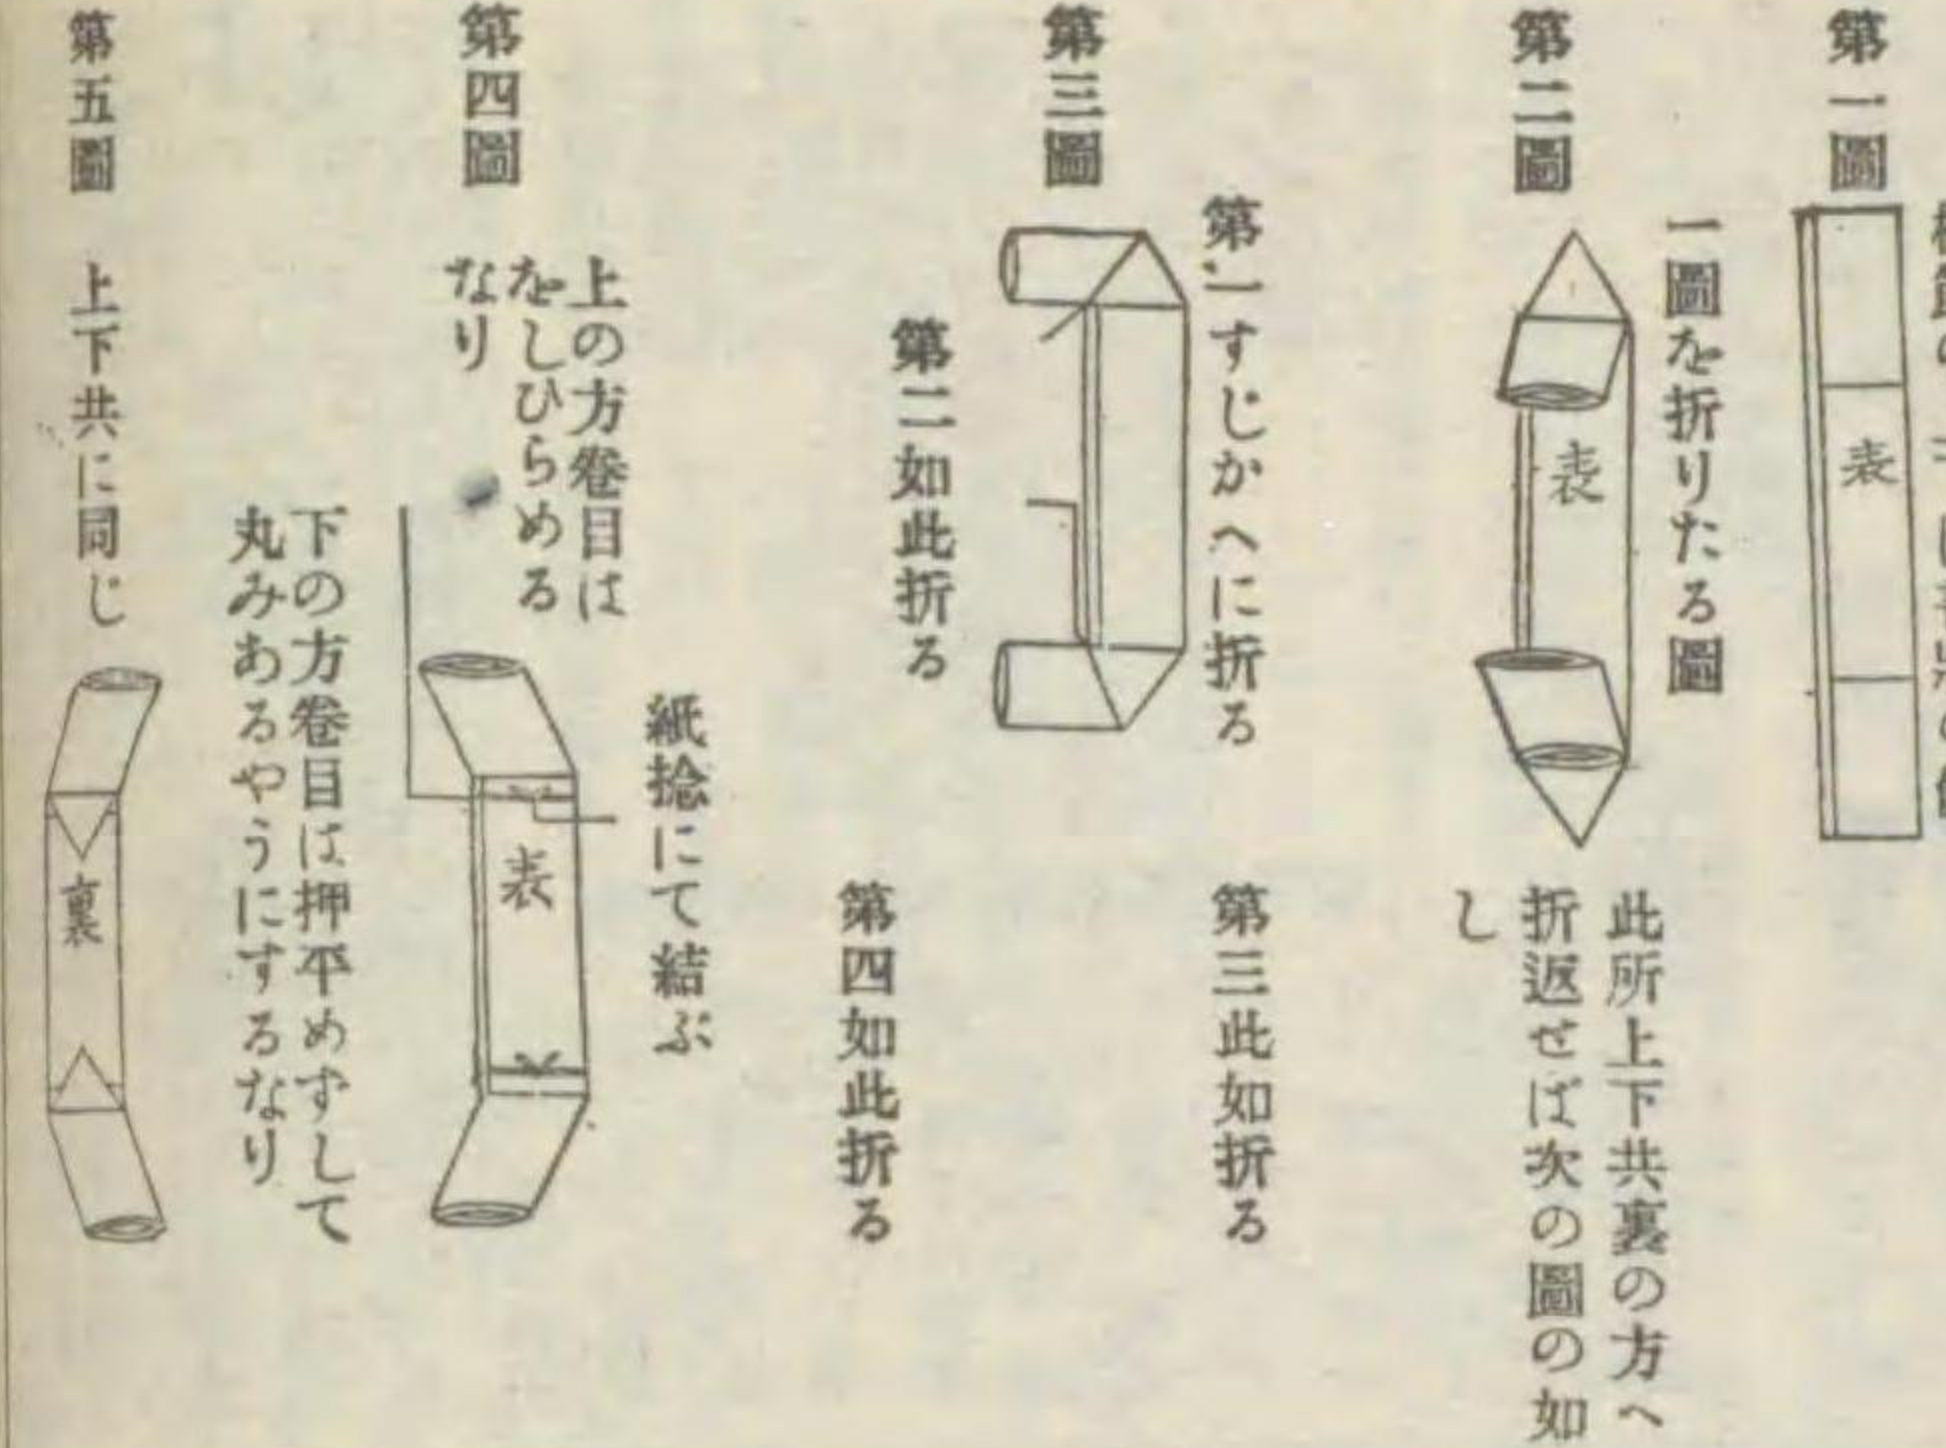 第一圖
表
第二圖
一圖を折りたる圖
表
此所上下共裏の方へ
折返せば次の圖の如
し
第三圖
第一すじかへに折る
第二如此折る
第三此如折る
第四如此折る
第四圖
上の方卷目は
をしひらめる
なり
紙捻にて結ぶ
表
下の方卷目は押平めずして
丸みあるやうにするなり
第五圖
上下共に同じ
裏